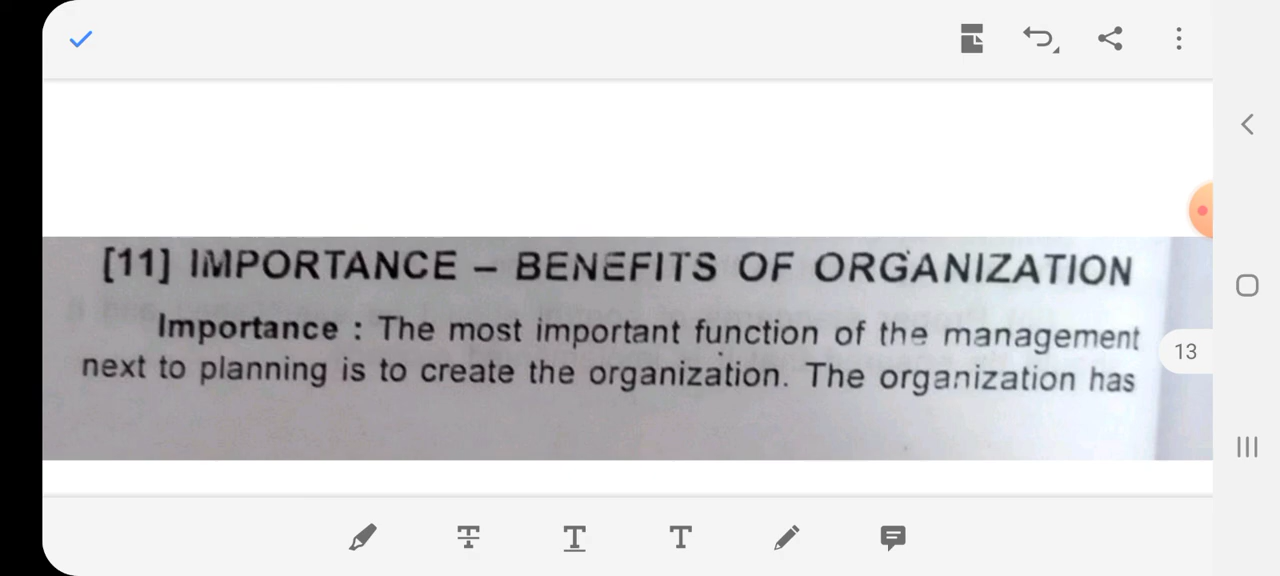 [11] IMPORTANCE – BENEFITS OF ORGANIZATION
Importance : The most important function of the management
next to planning is to create the organization. The organization has
13